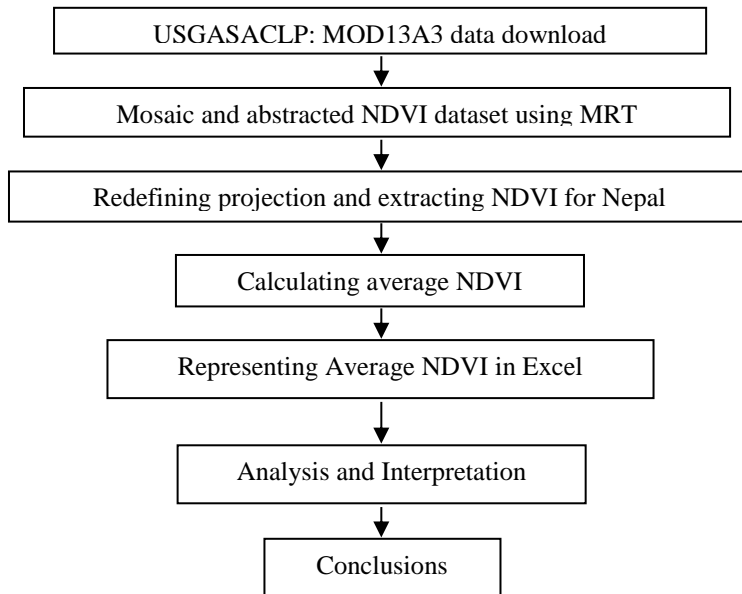 USGASACLP: MOD13A3 data download
Mosaic and abstracted NDVI dataset using MRT
Redefining projection and extracting NDVI for Nepal
Calculating average NDVI
Representing Average NDVI in Excel
Analysis and Interpretation
Conclusions